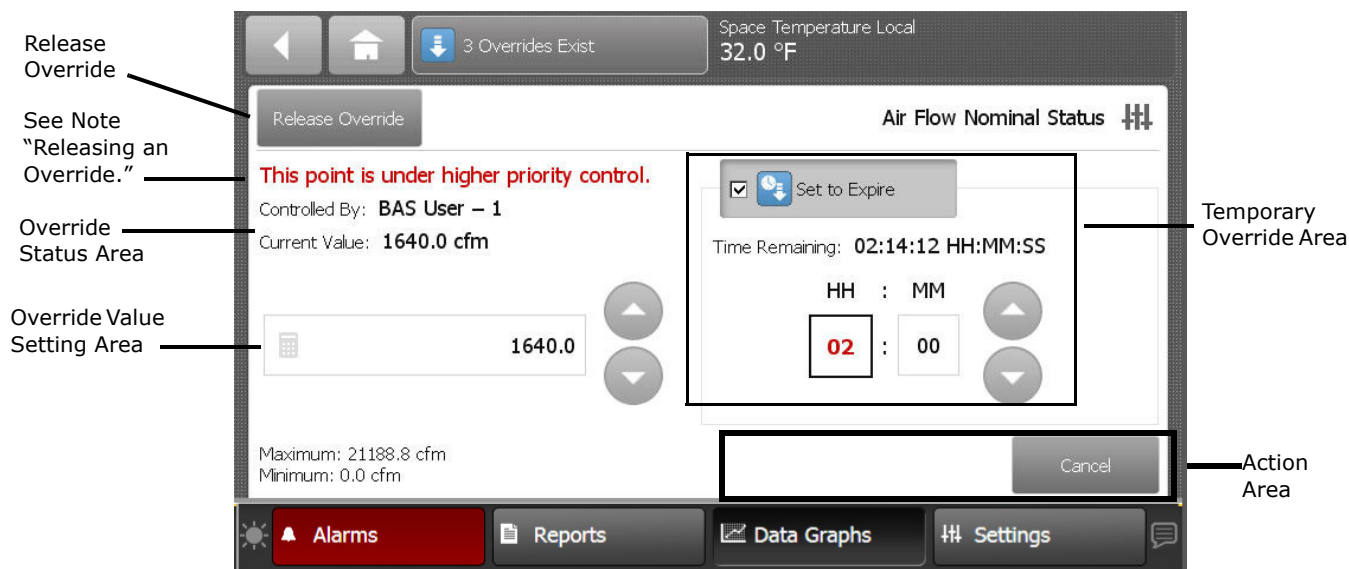 Release
Override
See Note
“Releasing an
Override.”
Override
Status Area
Override Value
Setting Area
3 Overrides Exist
Space Temperature Local
32.0 °F
Release Override
Air Flow Nominal Status
This point is under higher priority control.
Controlled By: BAS User – 1
Current Value: 1640.0 cfm
1640.0
Maximum: 21188.8 cfm
Minimum: 0.0 cfm
Set to Expire
Time Remaining: 02:14:12 HH:MM:SS
HH : MM
02 : 00
Cancel
Temporary
Override Area
Action
Area
Alarms
Reports
Data Graphs
Settings